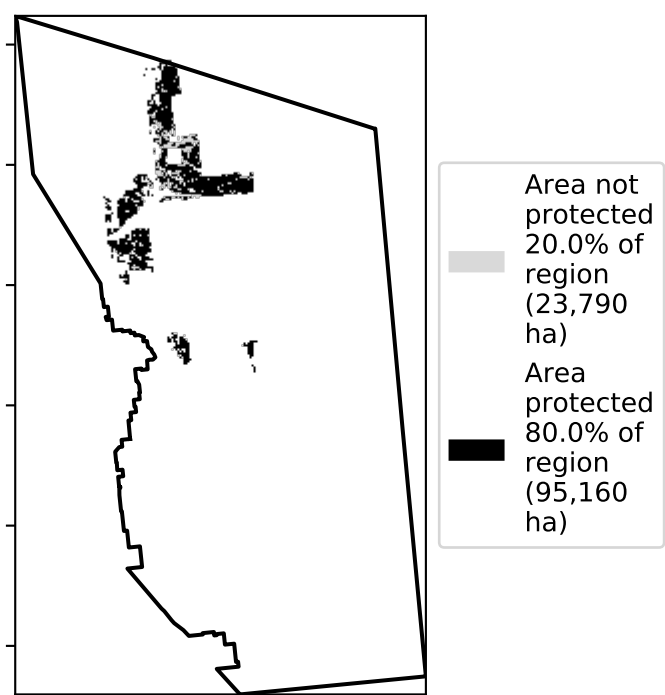 Area not
protected
20.0% of
region
(23,790
ha)
Area
protected
80.0% of
region
(95,160
ha)